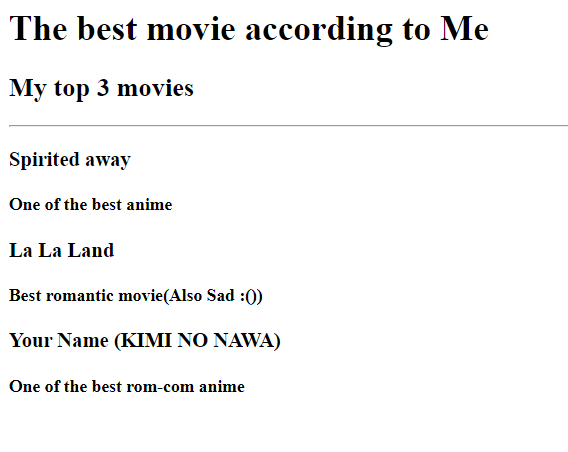 The best movie according to Me
My top 3 movies
Spirited away
One of the best anime
La La Land
Best romantic movie(Also Sad :())
Your Name (KIMI NO NAWA)
One of the best rom-com anime